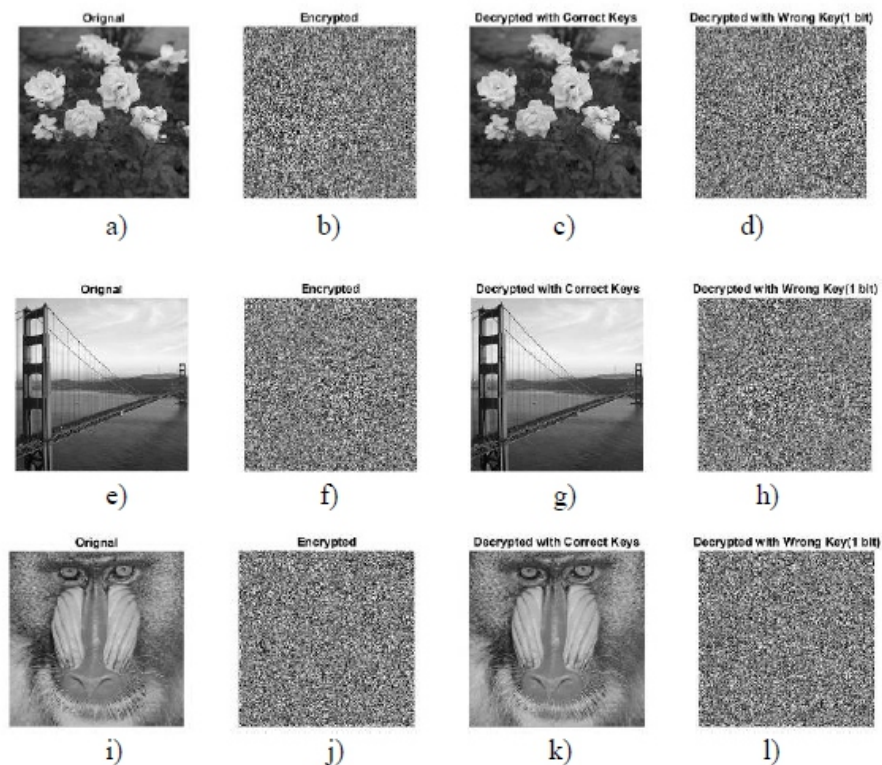 Orignal Encrypted Decrypted with Correct Keys Decrypted with Wrong Key(1 bit)
a) b) c) d)
Orignal Encrypted Decrypted with Correct Keys Decrypted with Wrong Key(1 bit)
e) f) g) h)
Orignal Encrypted Decrypted with Correct Keys Decrypted with Wrong Key(1 bit)
i) j) k) l)